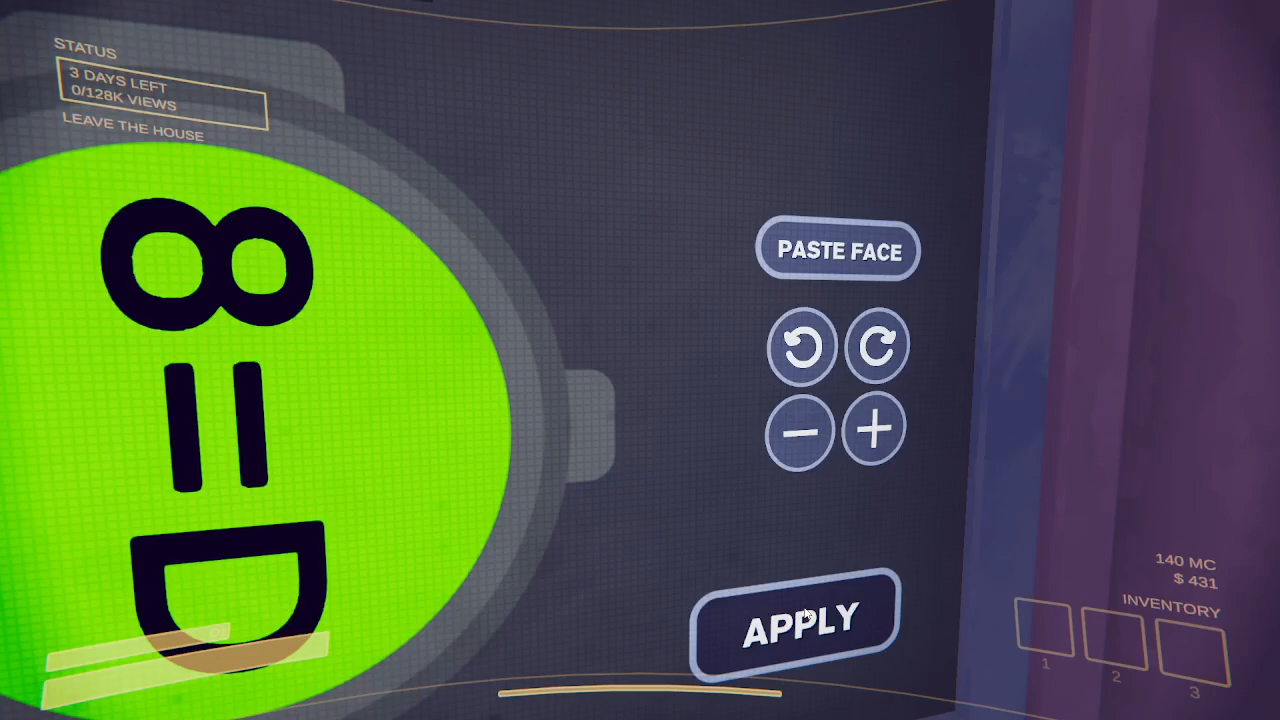 STATUS
3 DAYS LEFT
0/128K VIEWS
LEAVE THE HOUSE
8=D
PASTE FACE
APPLY
140 MC
$ 431
INVENTORY
1
2
3